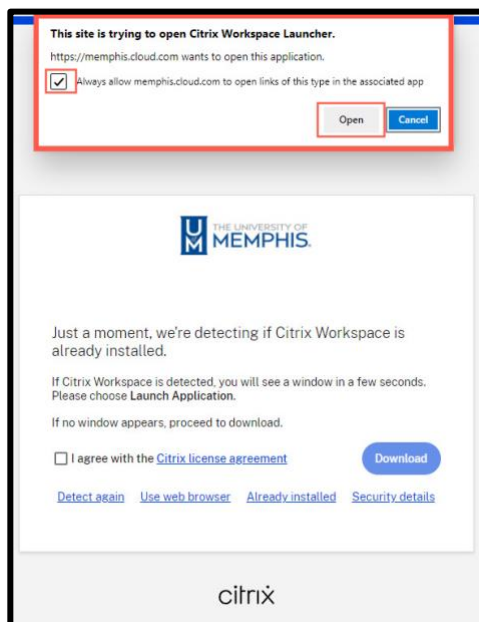 This site is trying to open Citrix Workspace Launcher.
https://memphis.cloud.com wants to open this application.
Always allow memphis.cloud.com to open links of this type in the associated app
Open Cancel
UM THE UNIVERSITY OF
MEMPHIS.
Just a moment, we're detecting if Citrix Workspace is
already installed.
If Citrix Workspace is detected, you will see a window in a few seconds.
Please choose Launch Application.
If no window appears, proceed to download.
I agree with the Citrix license agreement Download
Detect again Use web browser Already installed Security details
citrix